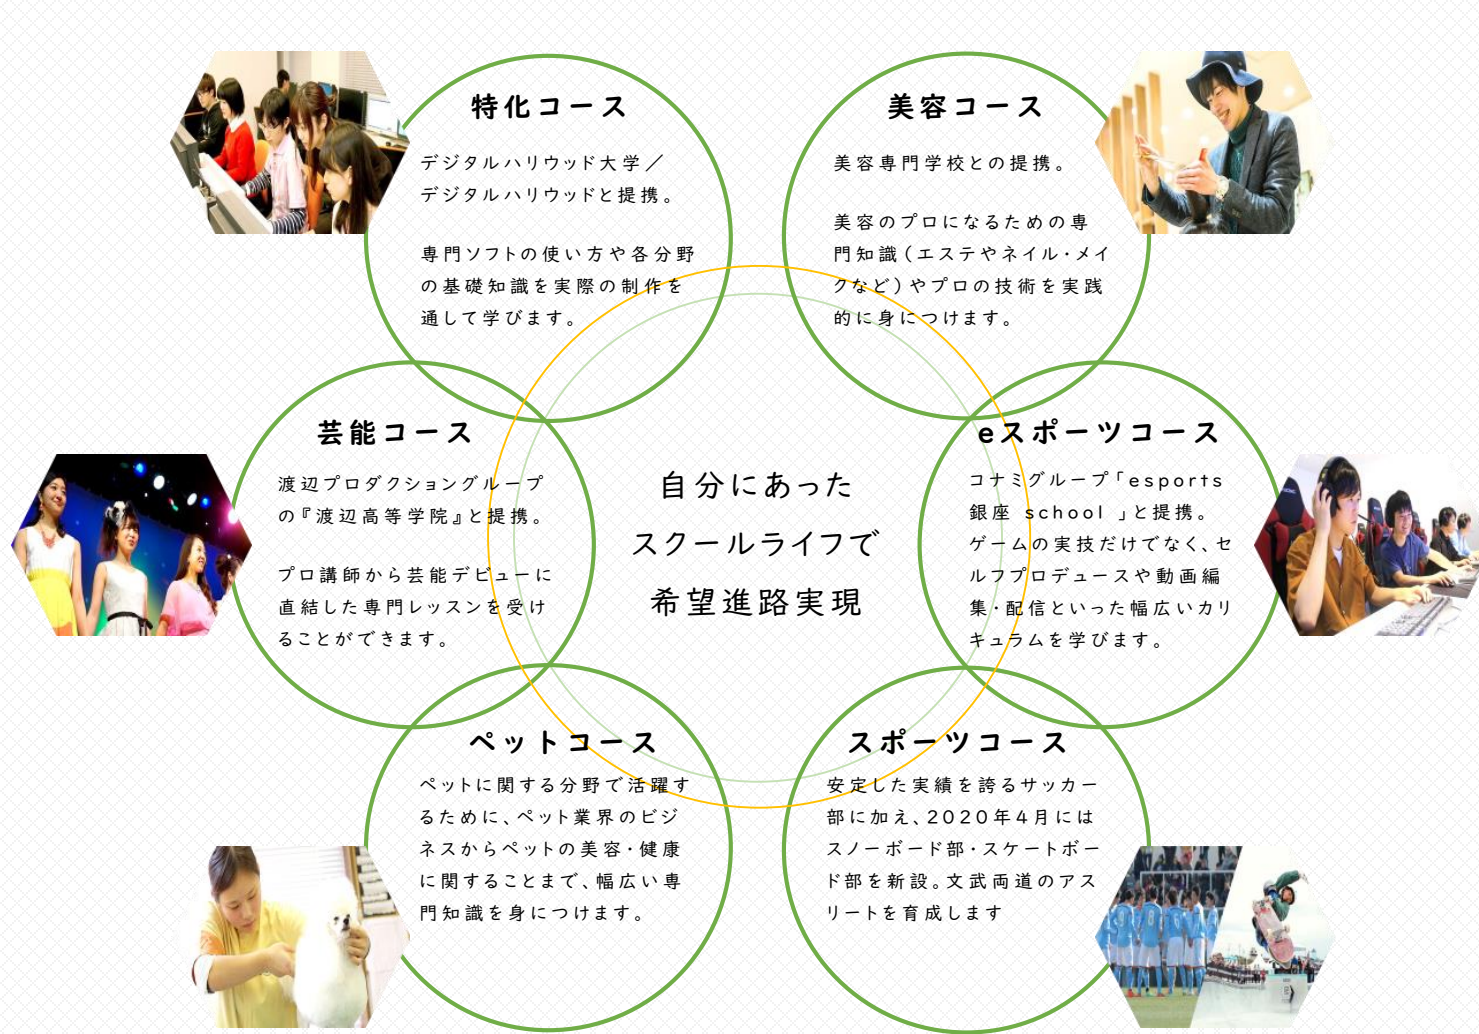 特化コース
デジタルハリウッド大学／
デジタルハリウッドと提携。
専門ソフトの使い方や各分野
の基礎知識を実際の制作を
通して学びます。
美容コース
美容専門学校との提携。
美容のプロになるための専
門知識（エステやネイル・メイ
クなど）やプロの技術を実践
的に身につけます。
芸能コース
渡辺プロダクショングループ
の『渡辺高等学院』と提携。
プロ講師から芸能デビューに
直結した専門レッスンを受け
ることができます。
自分にあった
スクールライフで
希望進路実現
eスポーツコース
コナミグループ「esports
銀座 school 」と提携。
ゲームの実技だけでなく、セ
ルフプロデュースや動画編
集・配信といった幅広いカリ
キュラムを学びます。
ペットコース
ペットに関する分野で活躍す
るために、ペット業界のビジ
ネスからペットの美容・健康
に関することまで、幅広い専
門知識を身につけます。
スポーツコース
安定した実績を誇るサッカー
部に加え、2020年4月には
スノーボード部・スケートボー
ド部を新設。文武両道のアス
リートを育成します